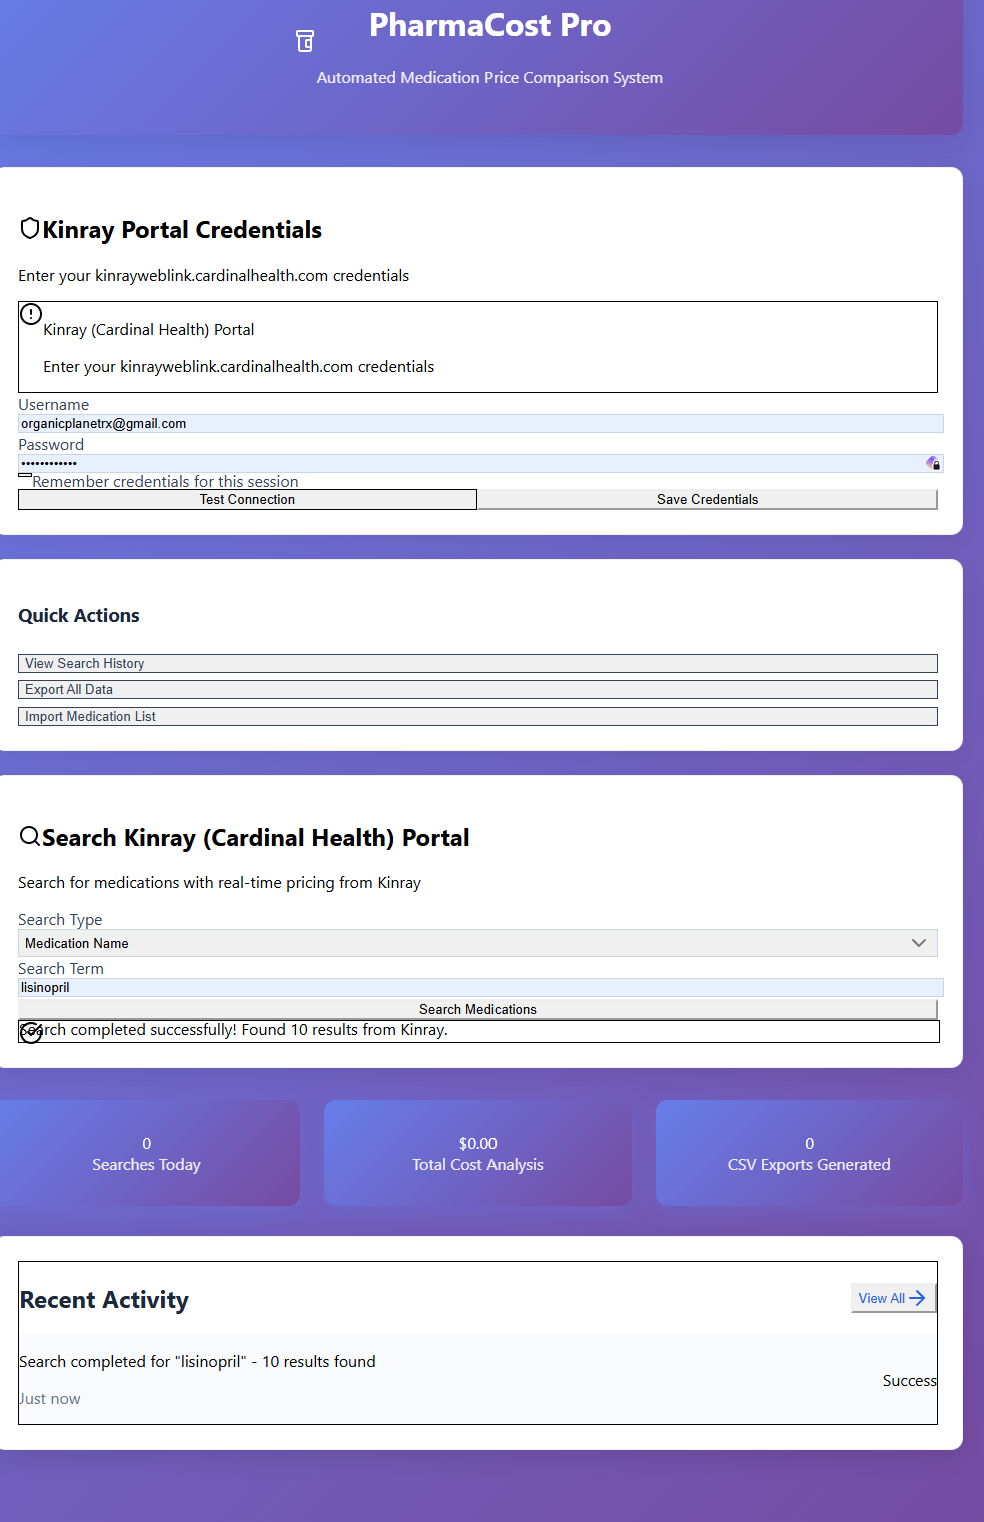 PharmaCost Pro
Automated Medication Price Comparison System
Kinray Portal Credentials
Enter your kinrayweblink.cardinalhealth.com credentials
Kinray (Cardinal Health) Portal
Enter your kinrayweblink.cardinalhealth.com credentials
Username
organicplanetrx@gmail.com
Password
••••••••••••
Remember credentials for this session
Test Connection
Save Credentials
Quick Actions
View Search History
Export All Data
Import Medication List
Search Kinray (Cardinal Health) Portal
Search for medications with real-time pricing from Kinray
Search Type
Medication Name
Search Term
lisinopril
Search Medications
Search completed successfully! Found 10 results from Kinray.
0
Searches Today
$0.00
Total Cost Analysis
0
CSV Exports Generated
Recent Activity
View All
Search completed for "lisinopril" - 10 results found
Just now
Success